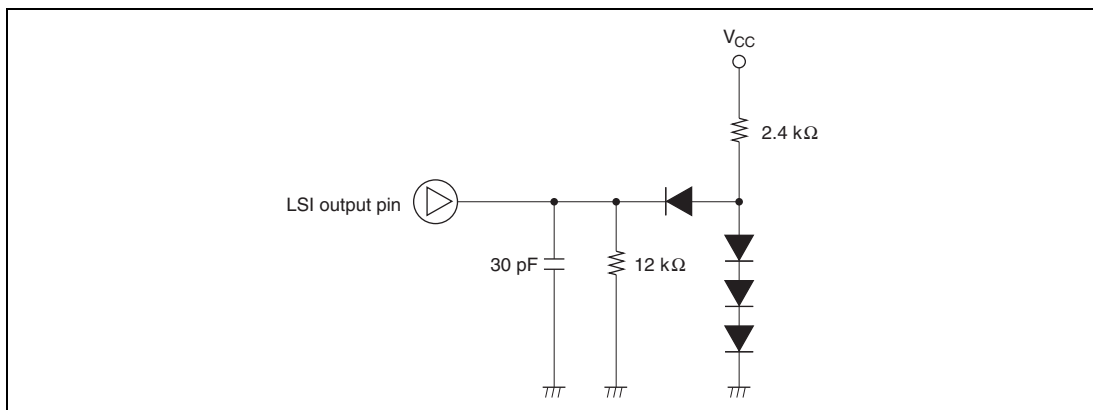 VCC
2.4 kΩ
LSI output pin
30 pF
12 kΩ